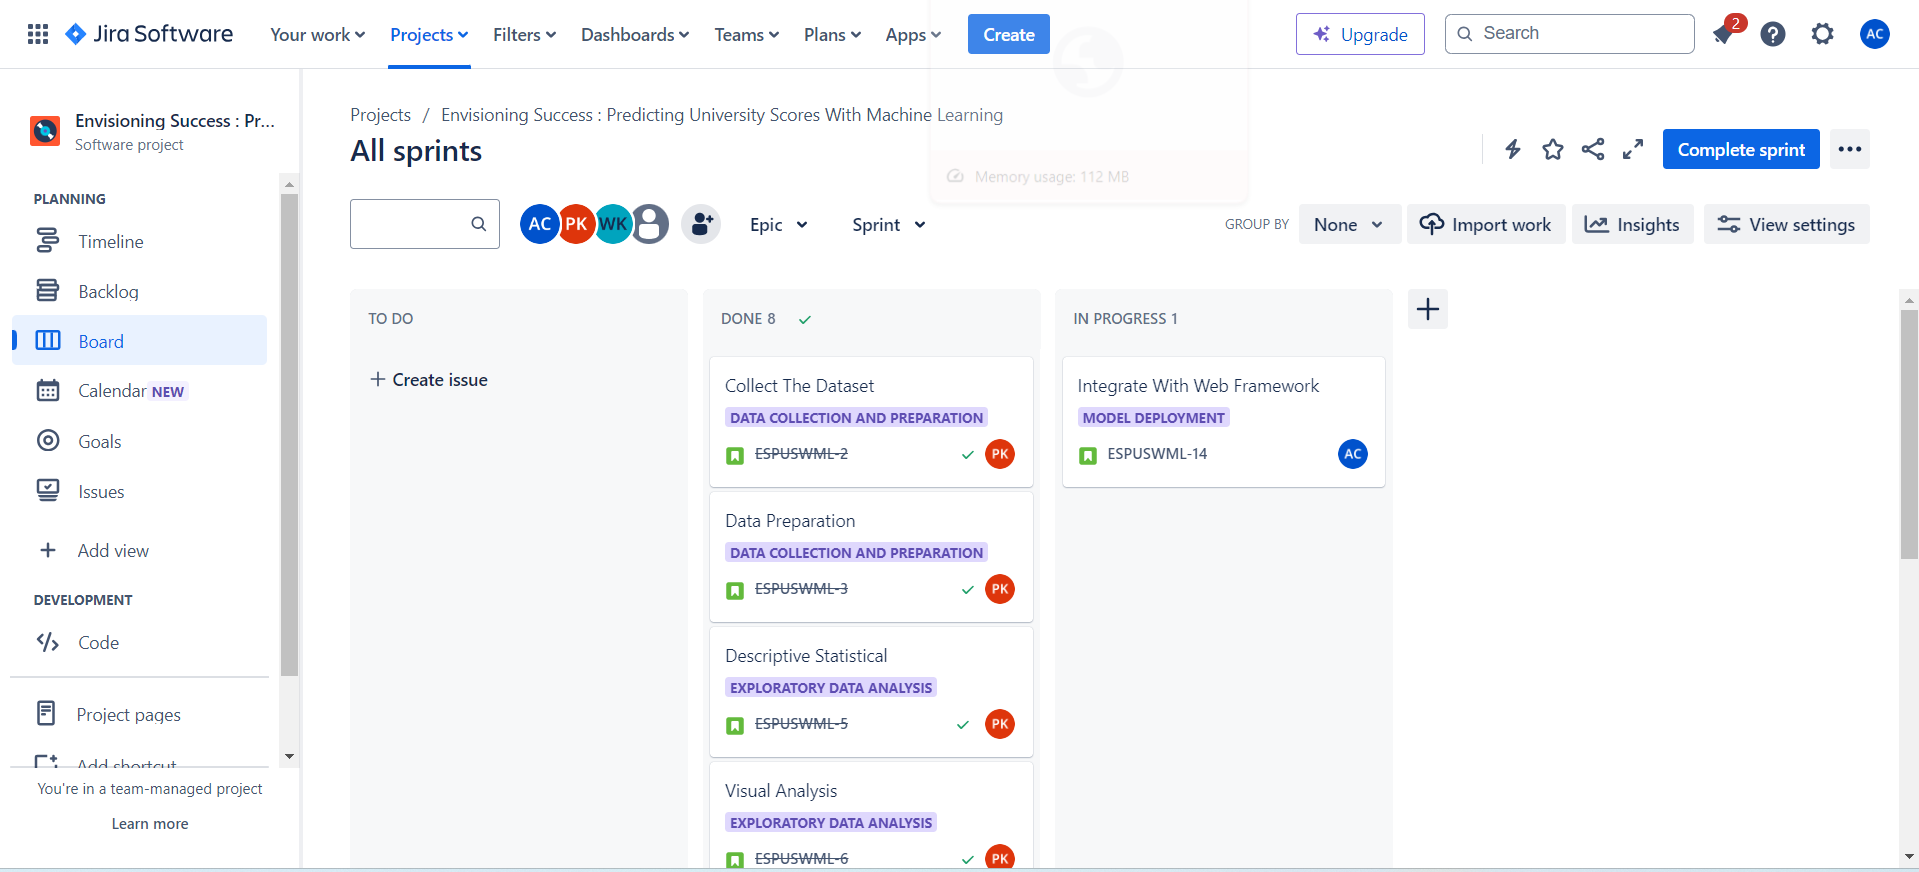 Jira Software
Your work
Projects
Filters
Dashboards
Teams
Plans
Apps
Create
Upgrade
Search
2
AC
Envisioning Success : Pr...
Software project
PLANNING
Timeline
Backlog
Board
Calendar NEW
Goals
Issues
Add view
DEVELOPMENT
Code
Project pages
Add shortcut
You're in a team-managed project
Learn more
Projects / Envisioning Success : Predicting University Scores With Machine Learning
All sprints
Memory usage: 112 MB
Complete sprint
AC PK WK
Epic
Sprint
GROUP BY
None
Import work
Insights
View settings
TO DO
Create issue
DONE 8
Collect The Dataset
DATA COLLECTION AND PREPARATION
ESPUSWML-2
PK
Data Preparation
DATA COLLECTION AND PREPARATION
ESPUSWML-3
PK
Descriptive Statistical
EXPLORATORY DATA ANALYSIS
ESPUSWML-5
PK
Visual Analysis
EXPLORATORY DATA ANALYSIS
ESPUSWML-6
PK
IN PROGRESS 1
Integrate With Web Framework
MODEL DEPLOYMENT
ESPUSWML-14
AC